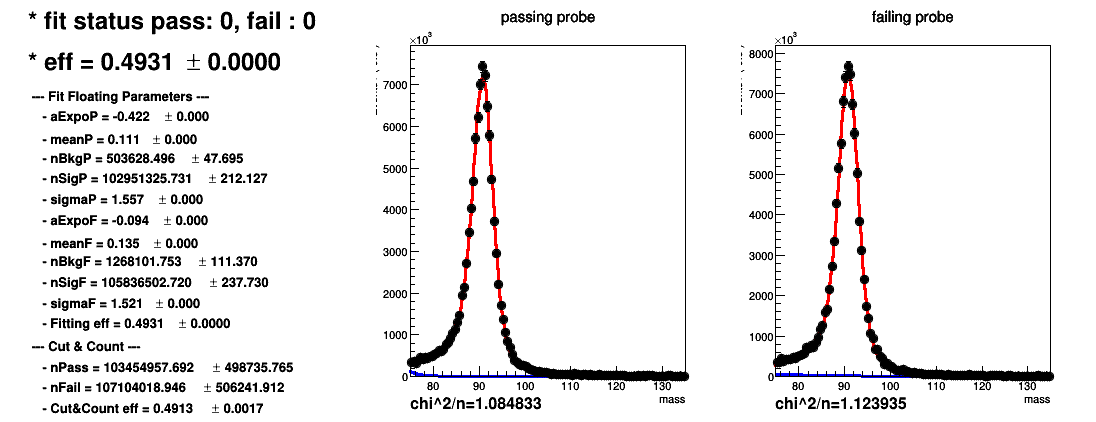 * fit status pass: 0, fail : 0
* eff = 0.4931 ± 0.0000
--- Fit Floating Parameters ---
- aExpoP = -0.422 ± 0.000
- meanP = 0.111 ± 0.000
- nBkgP = 503628.496 ± 47.695
- nSigP = 102951325.731 ± 212.127
- sigmaP = 1.557 ± 0.000
- aExpoF = -0.094 ± 0.000
- meanF = 0.135 ± 0.000
- nBkgF = 1268101.753 ± 111.370
- nSigF = 105836502.720 ± 237.730
- sigmaF = 1.521 ± 0.000
- Fitting eff = 0.4931 ± 0.0000
--- Cut & Count ---
- nPass = 103454957.692 ± 498735.765
- nFail = 107104018.946 ± 506241.912
- Cut&Count eff = 0.4913 ± 0.0017
passing probe
×10³
7000
6000
5000
4000
3000
2000
1000
0
80 90 100 110 120 130
mass
chi^2/n=1.084833
failing probe
×10³
8000
7000
6000
5000
4000
3000
2000
1000
0
80 90 100 110 120 130
mass
chi^2/n=1.123935